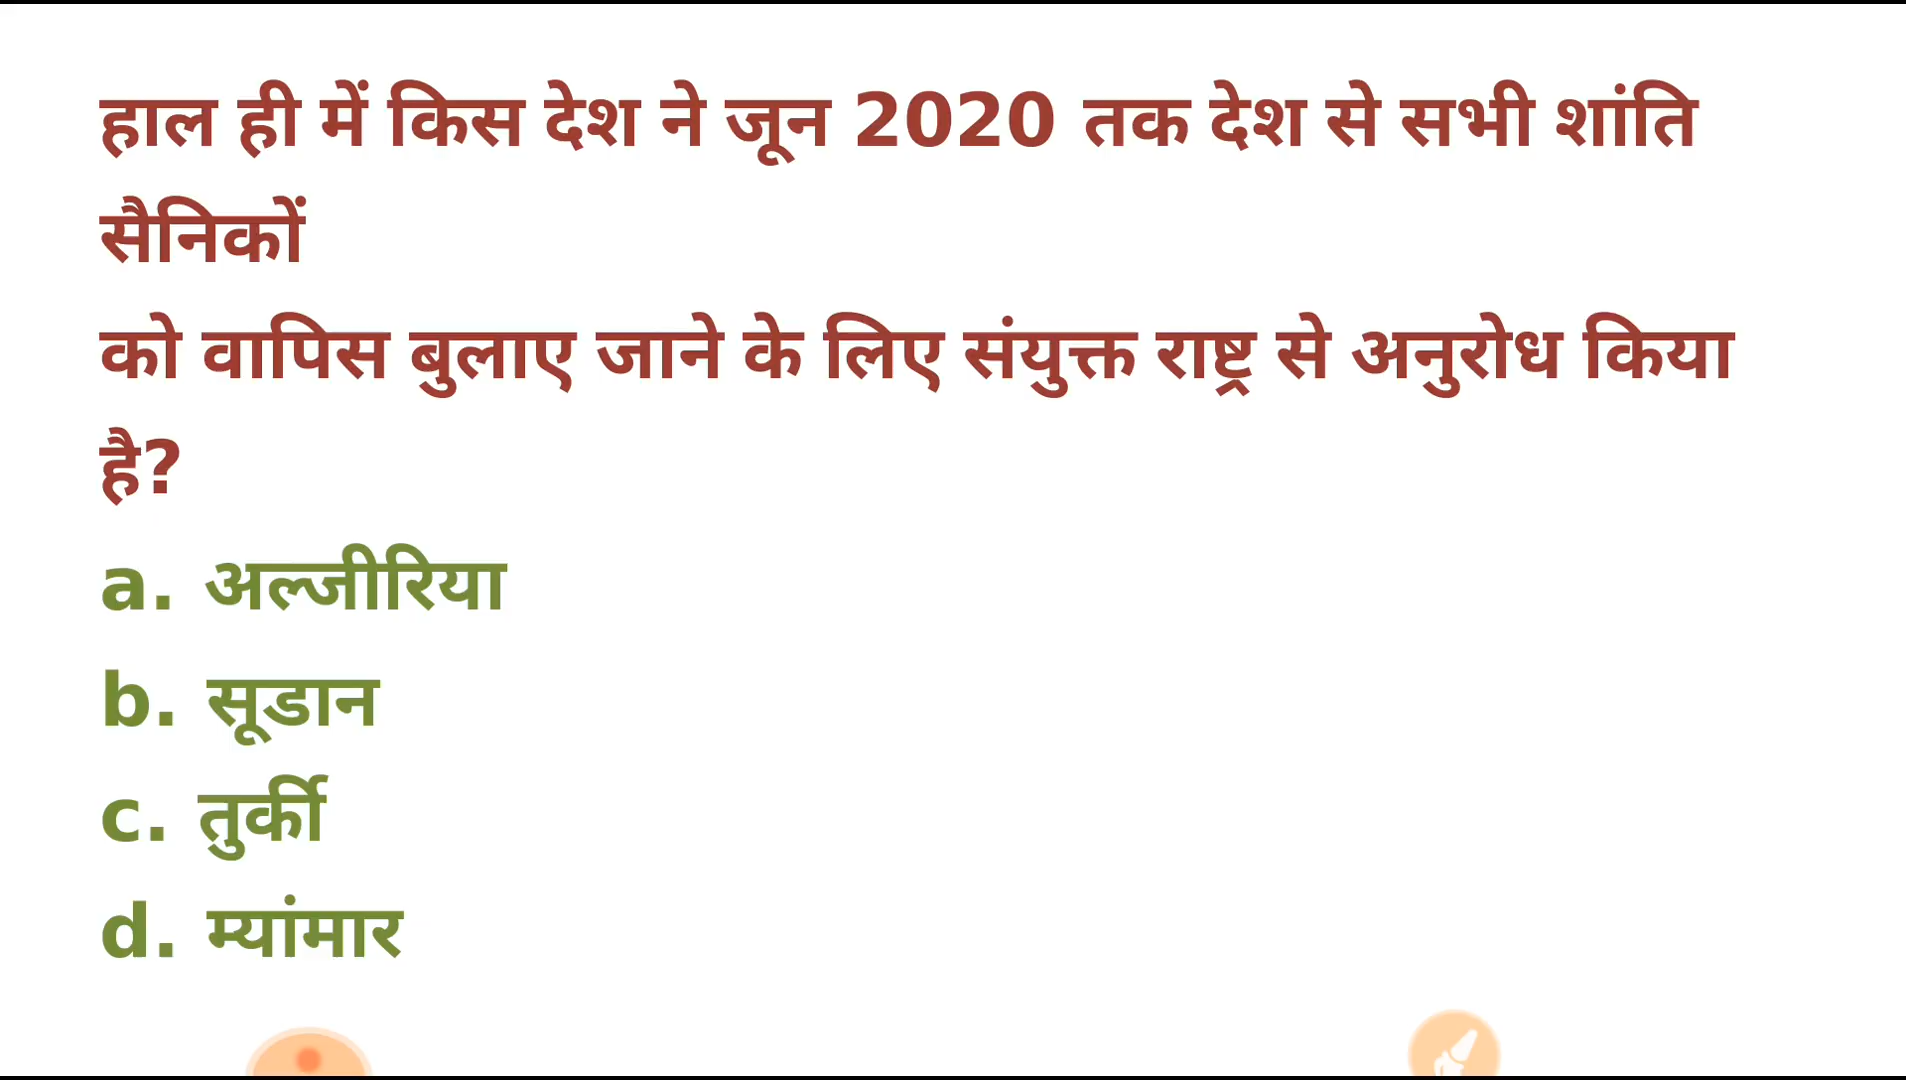 हाल ही में किस देश ने जून 2020 तक देश से सभी शांति
सैनिकों
को वापिस बुलाए जाने के लिए संयुक्त राष्ट्र से अनुरोध किया
है?
a. अल्जीरिया
b. सूडान
c. तुर्की
d. म्यांमार